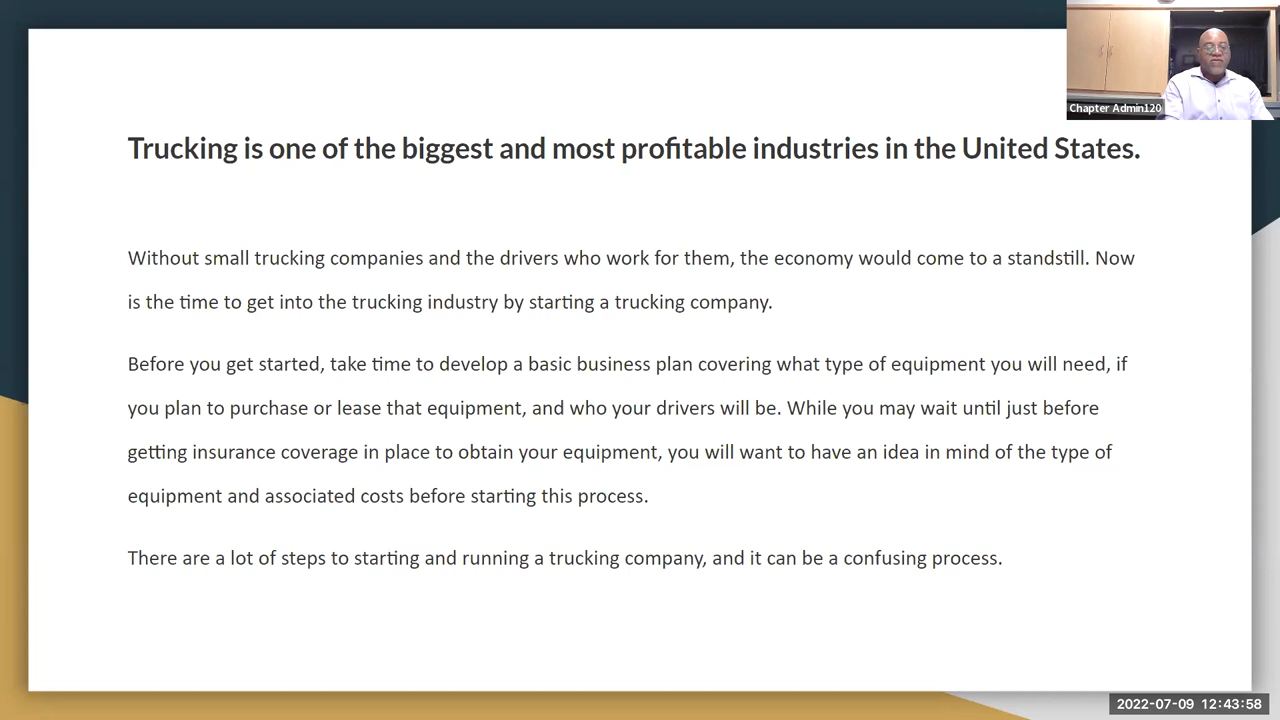 Chapter Admin120
Trucking is one of the biggest and most profitable industries in the United States.
Without small trucking companies and the drivers who work for them, the economy would come to a standstill. Now
is the time to get into the trucking industry by starting a trucking company.
Before you get started, take time to develop a basic business plan covering what type of equipment you will need, if
you plan to purchase or lease that equipment, and who your drivers will be. While you may wait until just before
getting insurance coverage in place to obtain your equipment, you will want to have an idea in mind of the type of
equipment and associated costs before starting this process.
There are a lot of steps to starting and running a trucking company, and it can be a confusing process.
2022-07-09 12:43:58